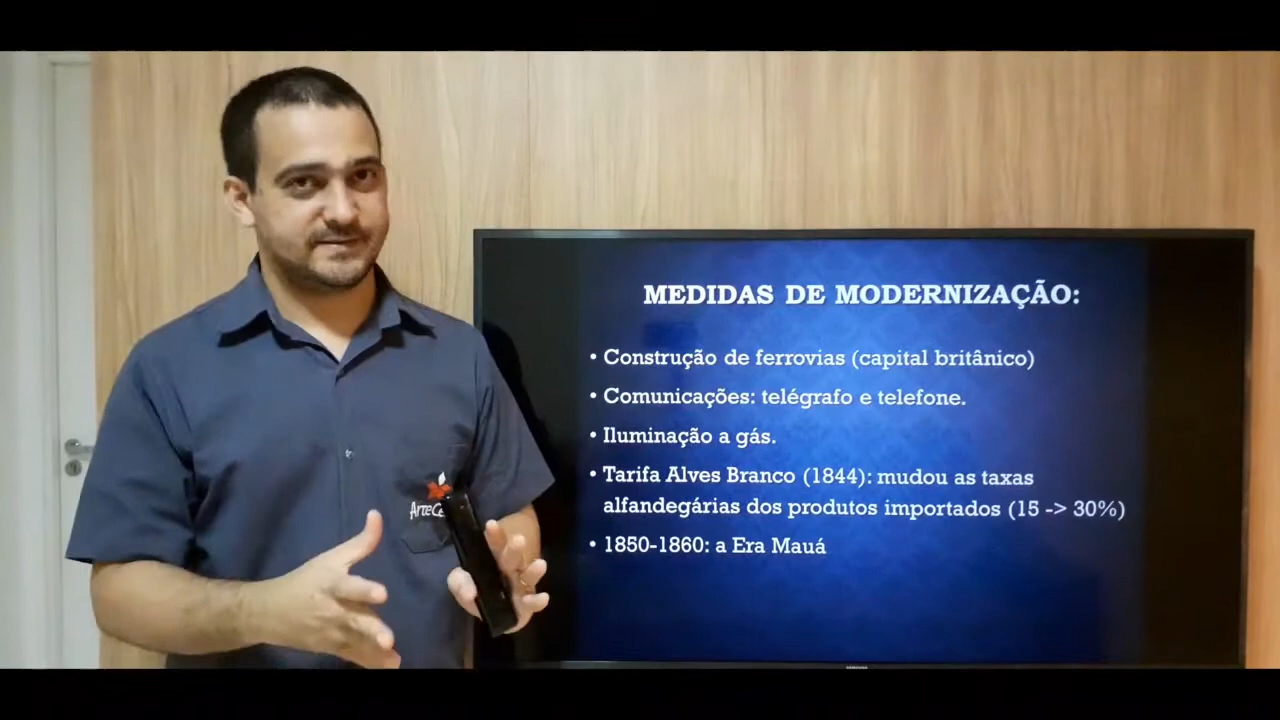 MEDIDAS DE MODERNIZAÇÃO:
• Construção de ferrovias (capital britânico)
• Comunicações: telégrafo e telefone.
• Iluminação a gás.
• Tarifa Alves Branco (1844): mudou as taxas
alfandegárias dos produtos importados (15 -> 30%)
• 1850-1860: a Era Mauá